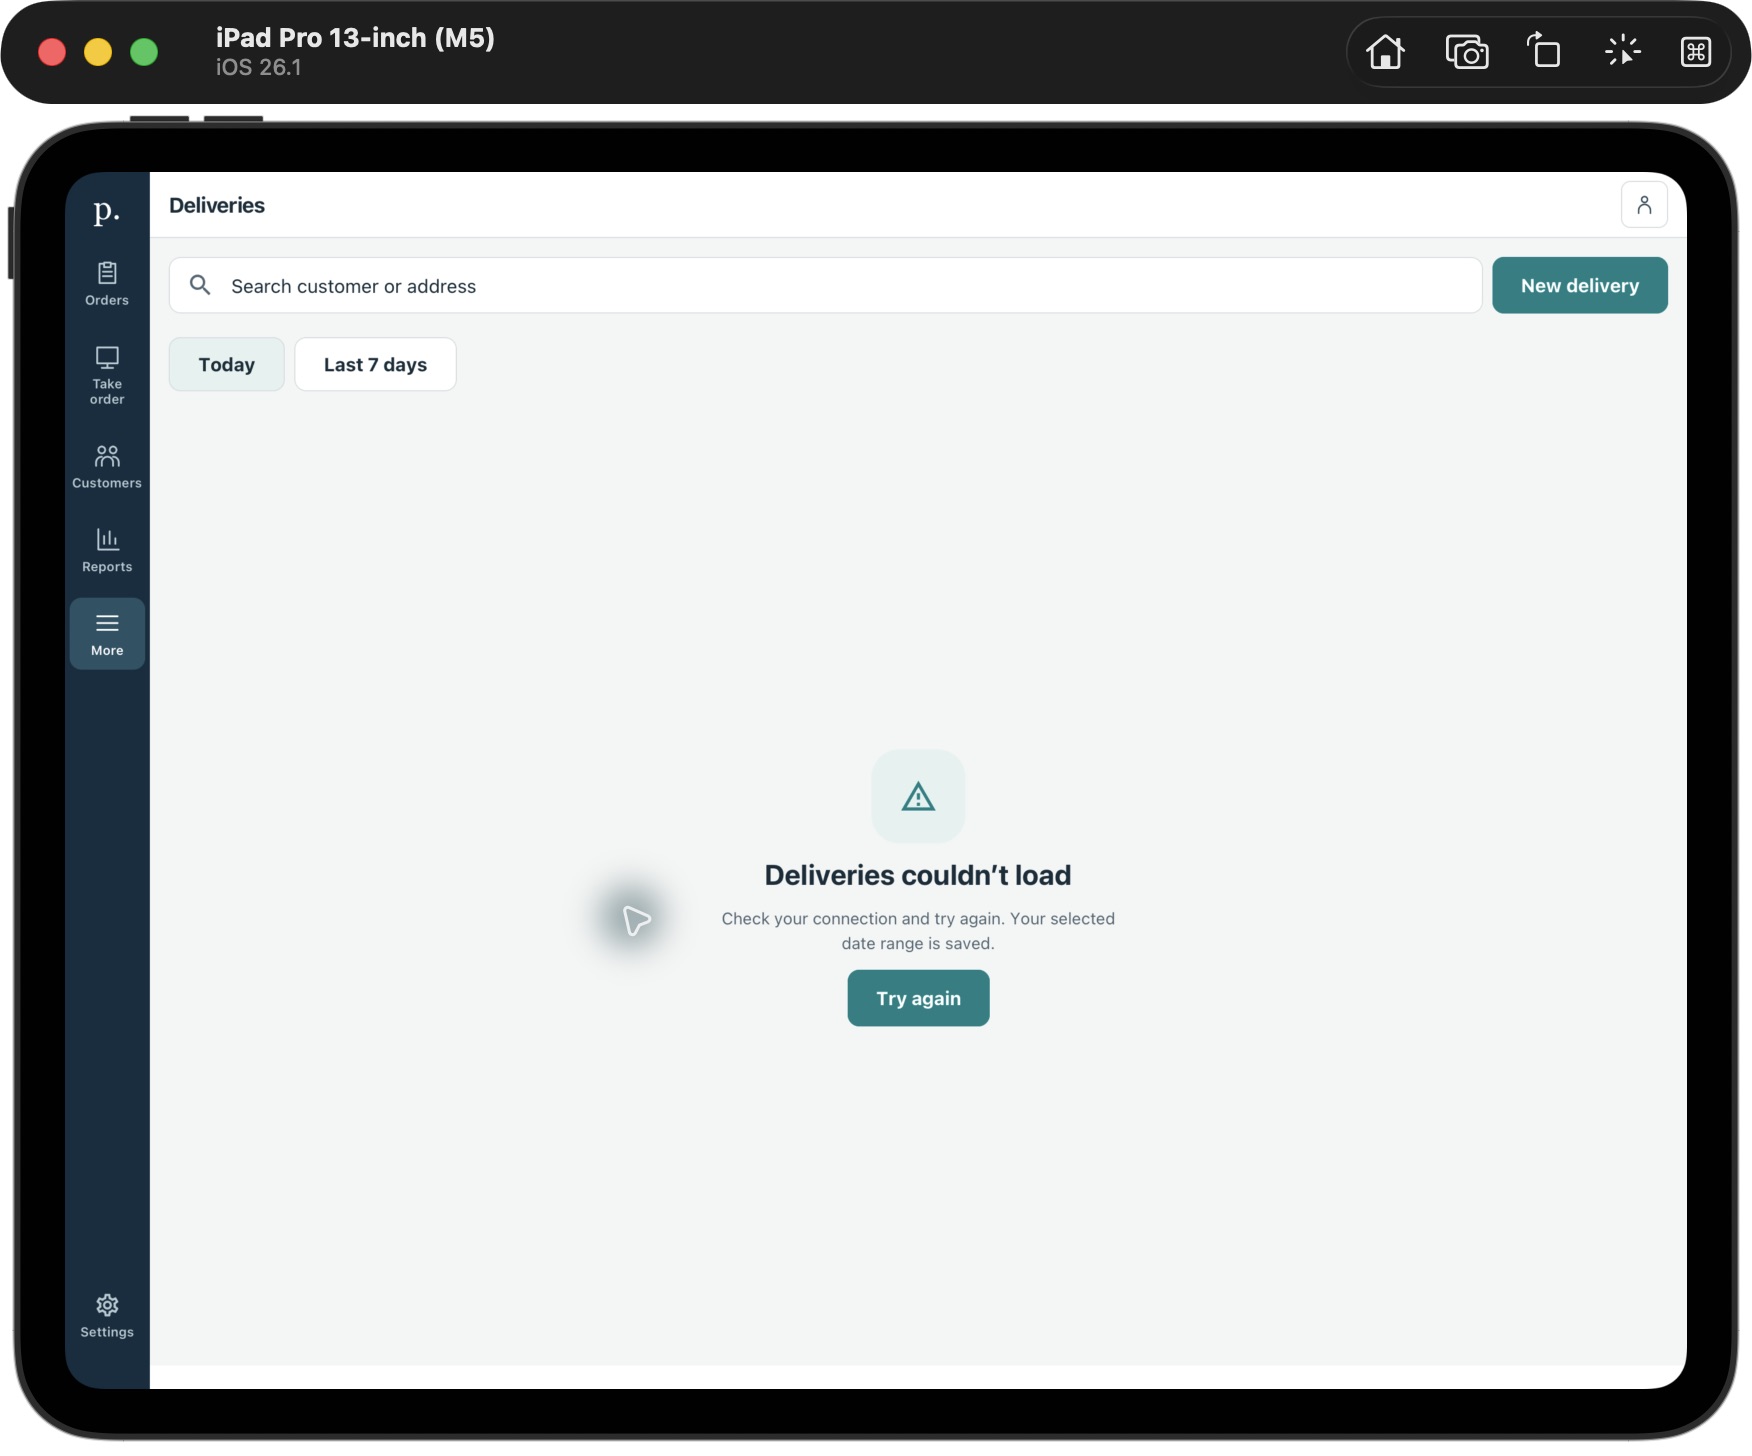 iPad Pro 13-inch (M5)
iOS 26.1
p.
Deliveries
Orders
Search customer or address
New delivery
Take
order
Today
Last 7 days
Customers
Reports
More
Deliveries couldn’t load
Check your connection and try again. Your selected
date range is saved.
Try again
Settings